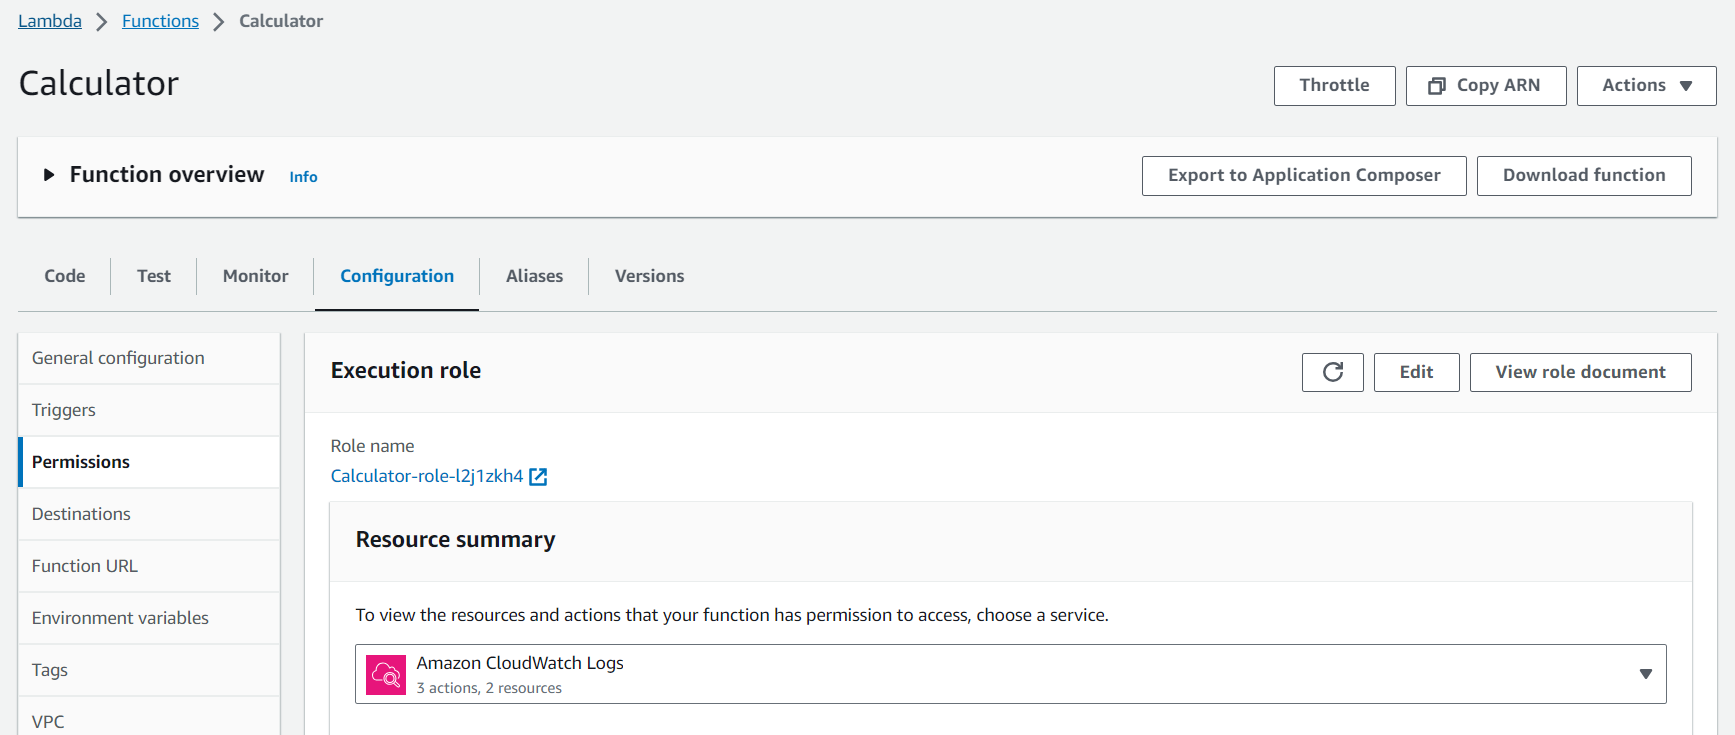 Lambda > Functions > Calculator
Calculator
Throttle
Copy ARN
Actions
Function overview Info
Export to Application Composer
Download function
Code
Test
Monitor
Configuration
Aliases
Versions
General configuration
Triggers
Permissions
Destinations
Function URL
Environment variables
Tags
VPC
Execution role
Edit
View role document
Role name
Calculator-role-l2j1zkh4
Resource summary
To view the resources and actions that your function has permission to access, choose a service.
Amazon CloudWatch Logs
3 actions, 2 resources